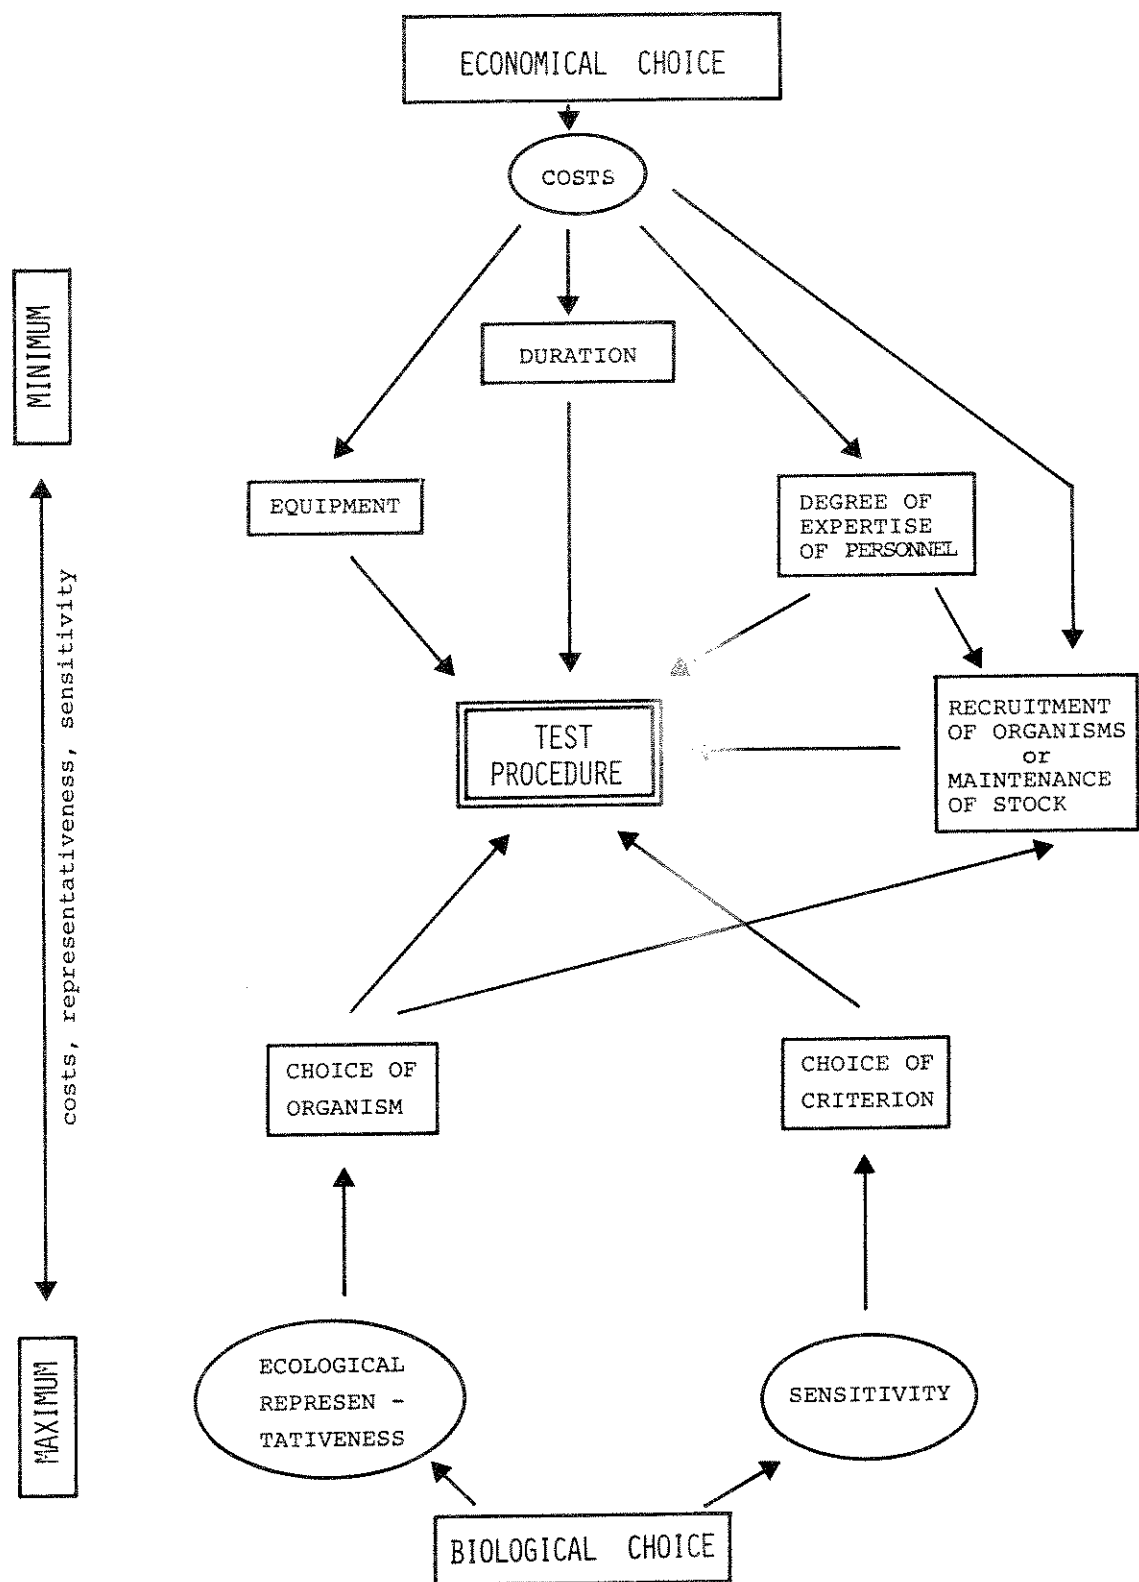 ECONOMICAL CHOICE
COSTS
MINIMUM
DURATION
EQUIPMENT
DEGREE OF
EXPERTISE
OF PERSONNEL
costs, representativeness, sensitivity
TEST
PROCEDURE
RECRUITMENT
OF ORGANISMS
or
MAINTENANCE
OF STOCK
CHOICE OF
ORGANISM
CHOICE OF
CRITERION
MAXIMUM
ECOLOGICAL
REPRESEN -
TATIVENESS
SENSITIVITY
BIOLOGICAL CHOICE